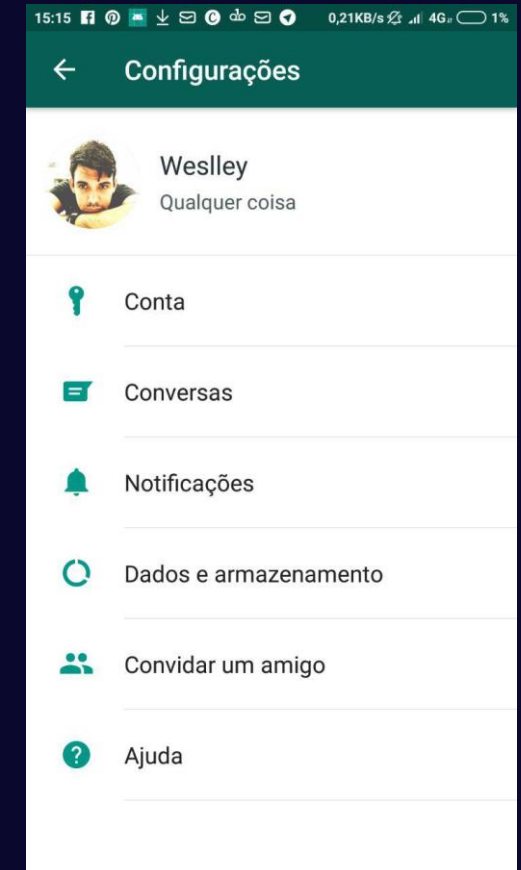 15:15 0,21KB/s 4G 1%
Configurações
Weslley
Qualquer coisa
Conta
Conversas
Notificações
Dados e armazenamento
Convidar um amigo
Ajuda